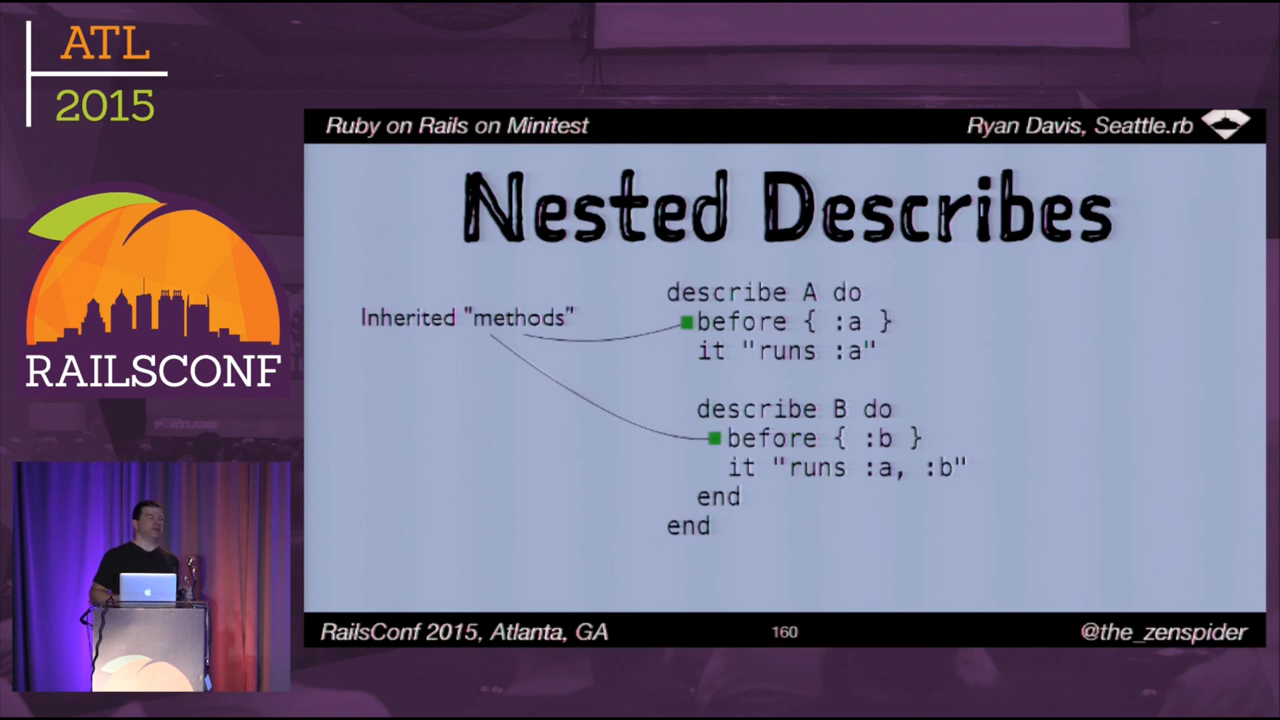 ATL
2015
RAILSCONF
Ruby on Rails on Minitest
Ryan Davis, Seattle.rb
Nested Describes
Inherited "methods"
describe A do
before { :a }
it "runs :a"
describe B do
before { :b }
it "runs :a, :b"
end
end
RailsConf 2015, Atlanta, GA
160
@the_zenspider